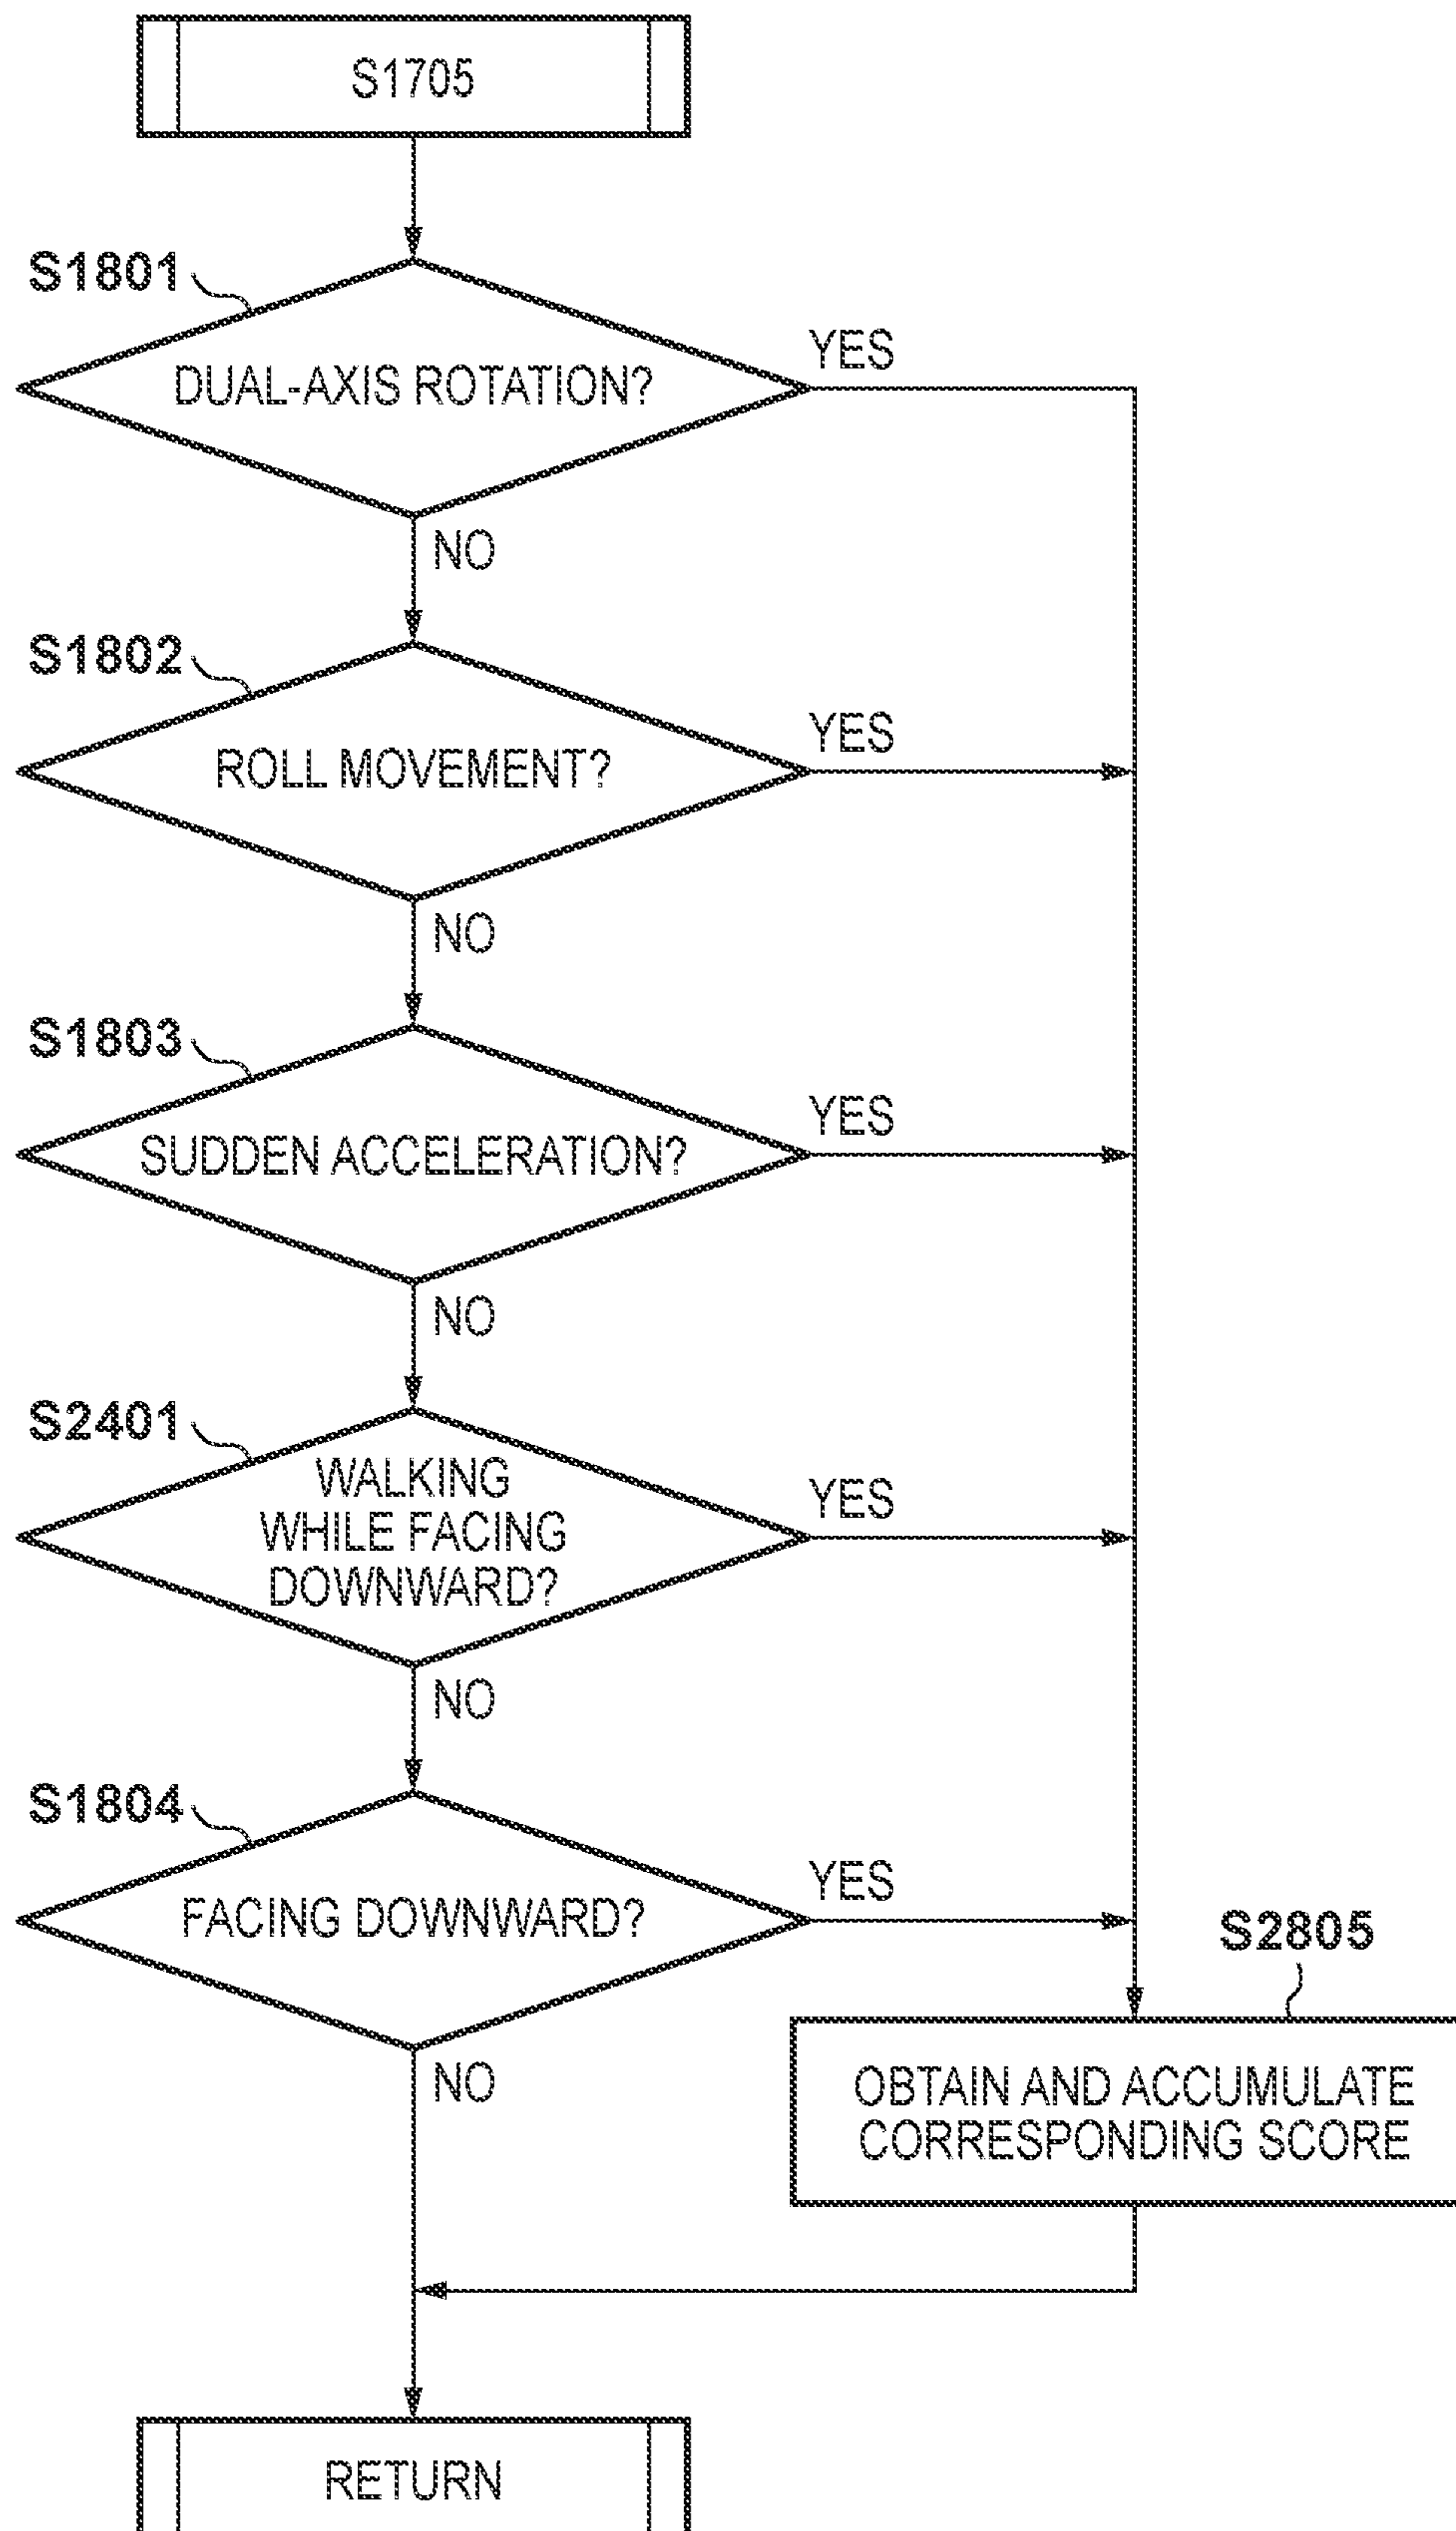 S1705
S1801
DUAL-AXIS ROTATION?
YES
NO
S1802
ROLL MOVEMENT?
YES
NO
S1803
SUDDEN ACCELERATION?
YES
NO
S2401
WALKING
WHILE FACING
DOWNWARD?
YES
NO
S1804
FACING DOWNWARD?
YES
NO
S2805
OBTAIN AND ACCUMULATE
CORRESPONDING SCORE
RETURN